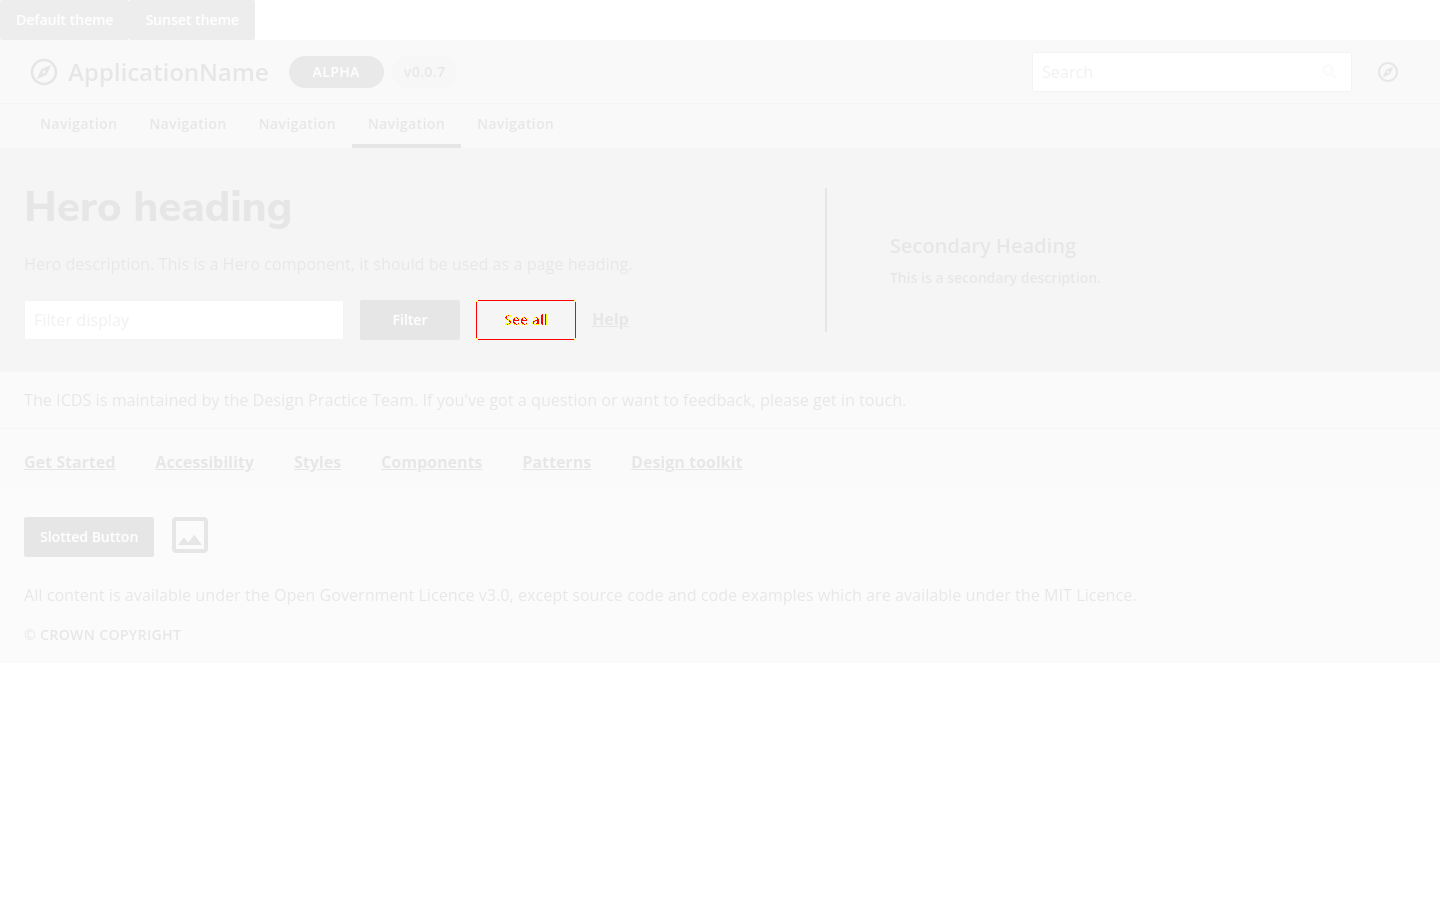 Default theme Sunset theme
ApplicationName ALPHA v0.0.7 Search
Navigation Navigation Navigation Navigation Navigation
Hero heading
Hero description. This is a Hero component, it should be used as a page heading.
Filter display Filter See all Help
Secondary Heading
This is a secondary description.
The ICDS is maintained by the Design Practice Team. If you've got a question or want to feedback, please get in touch.
Get Started Accessibility Styles Components Patterns Design toolkit
Slotted Button
All content is available under the Open Government Licence v3.0, except source code and code examples which are available under the MIT Licence.
© CROWN COPYRIGHT